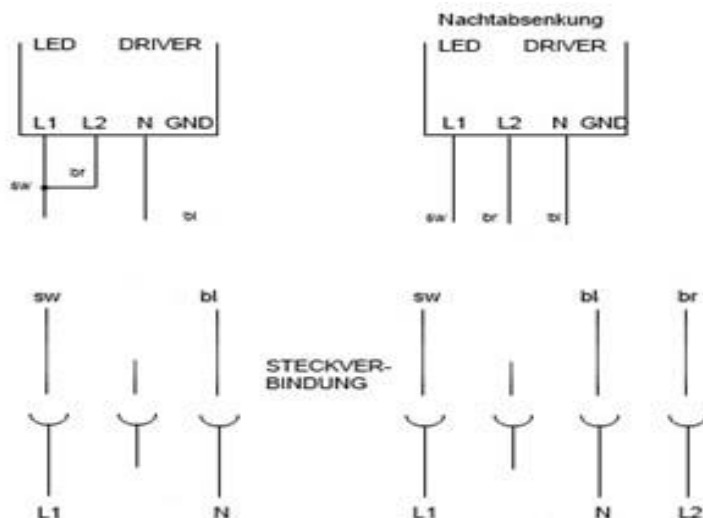 Nachtabsenkung
LED DRIVER
L1 L2 N GND
sw br bl
LED DRIVER
L1 L2 N GND
sw br bl
sw bl
STECKVER-
BINDUNG
L1 N
sw bl br
L1 N L2